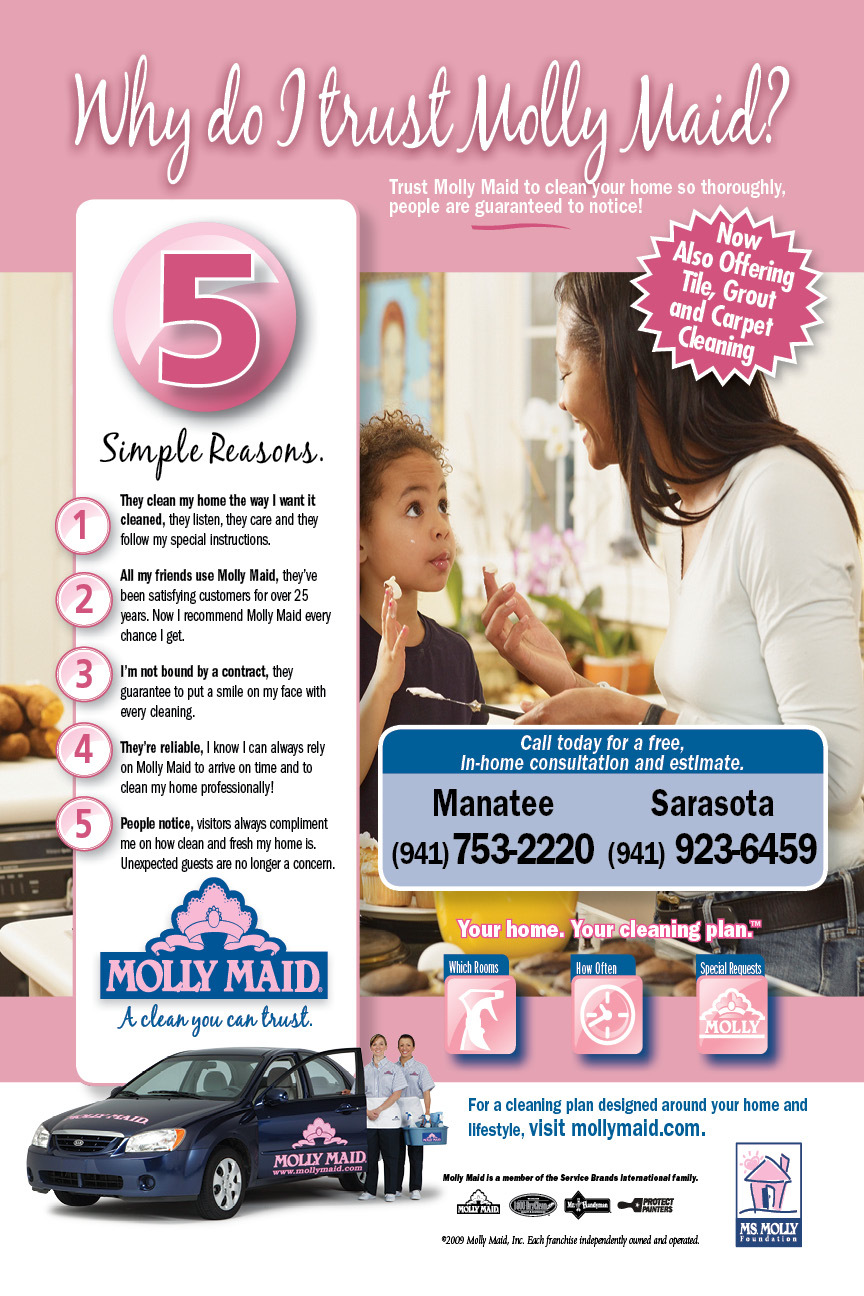 Why do I trust Molly Maid?
Trust Molly Maid to clean your home so thoroughly,
people are guaranteed to notice!
Now
Also Offering
Tile, Grout
and Carpet
Cleaning
5
Simple Reasons.
1
They clean my home the way I want it
cleaned, they listen, they care and they
follow my special instructions.
2
All my friends use Molly Maid, they've
been satisfying customers for over 25
years. Now I recommend Molly Maid every
chance I get.
3
I'm not bound by a contract, they
guarantee to put a smile on my face with
every cleaning.
4
They're reliable, I know I can always rely
on Molly Maid to arrive on time and to
clean my home professionally!
5
People notice, visitors always compliment
me on how clean and fresh my home is.
Unexpected guests are no longer a concern.
MOLLY MAID®
A clean you can trust.
Call today for a free,
in-home consultation and estimate.
Manatee Sarasota
(941) 753-2220 (941) 923-6459
Your home. Your cleaning plan.™
Which Rooms How Often Special Requests
MOLLY
MOLLY MAID
MOLLY MAID
www.mollymaid.com
For a cleaning plan designed around your home and
lifestyle, visit mollymaid.com.
Molly Maid is a member of the Service Brands International family.
MOLLY MAID Mr. Handyman PROTECT
PAINTERS
©2009 Molly Maid, Inc. Each franchise independently owned and operated.
MS. MOLLY
Foundation